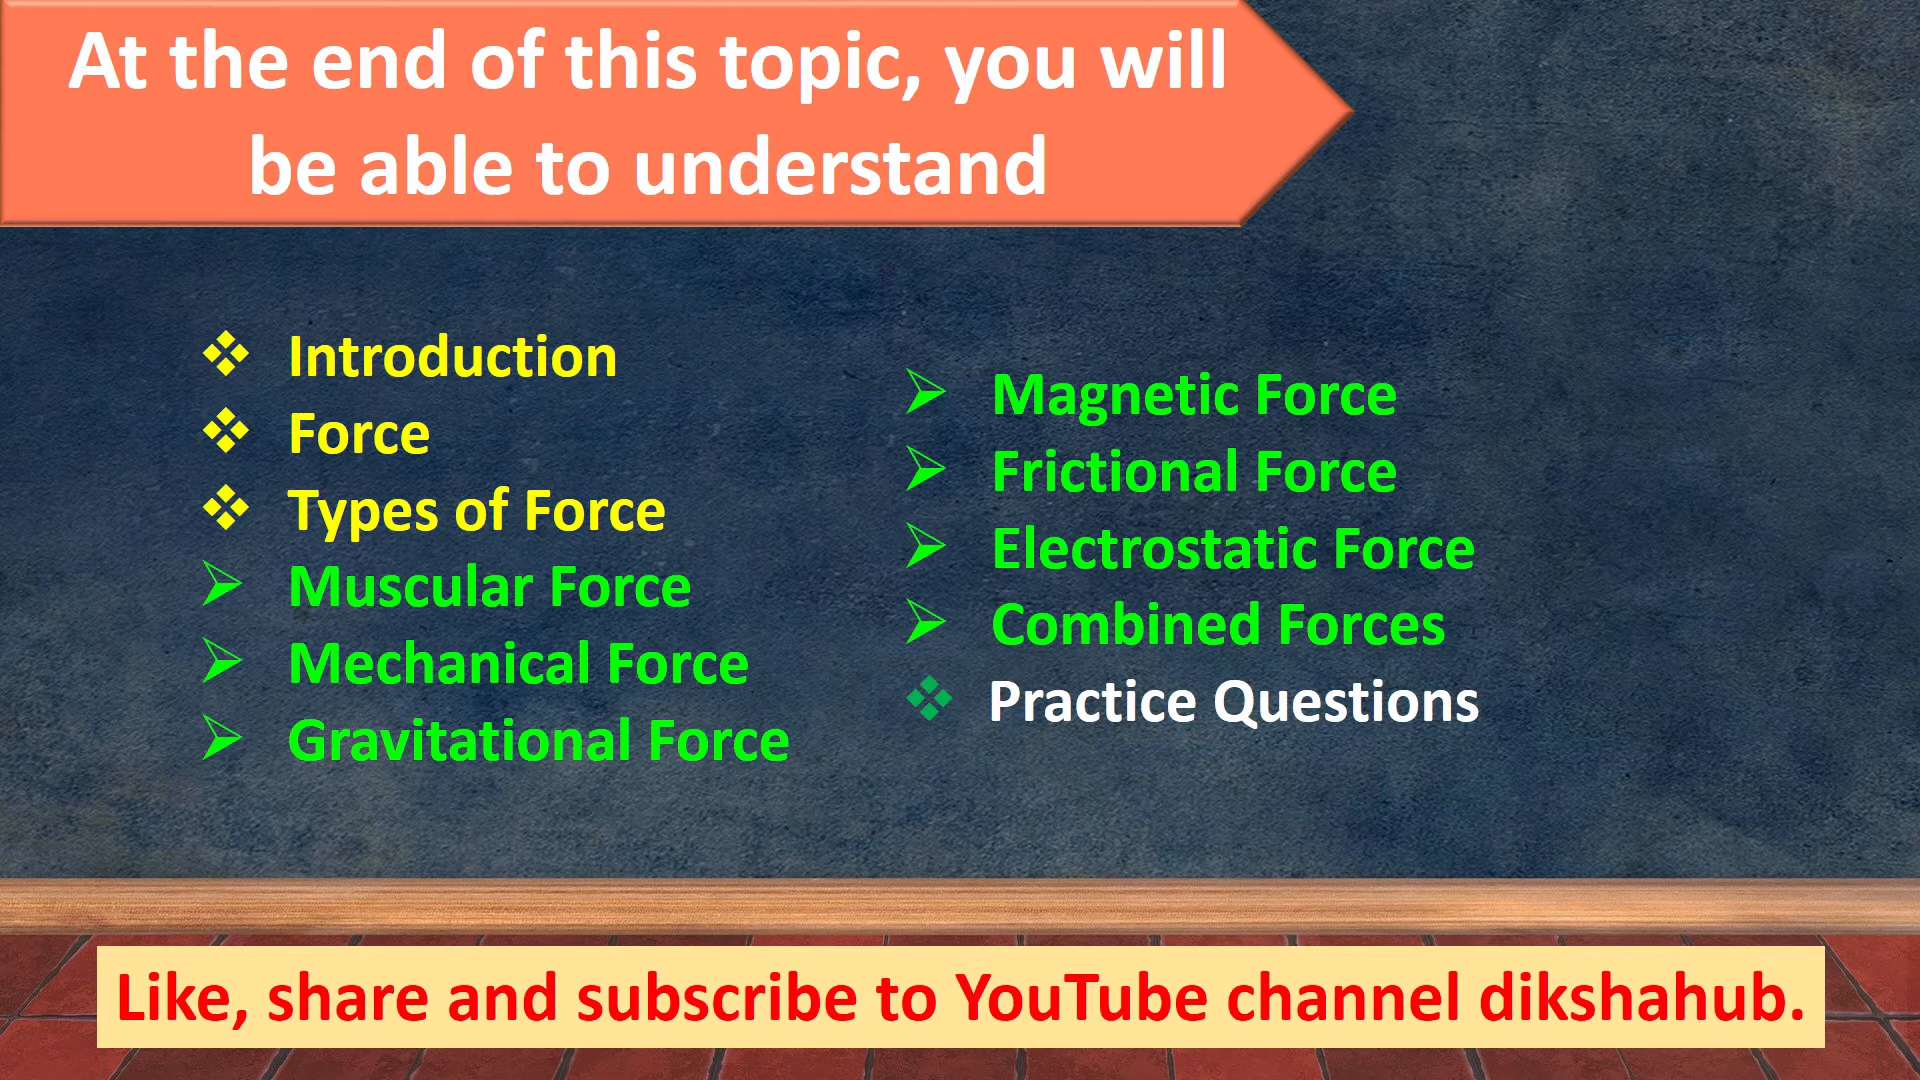 At the end of this topic, you will
be able to understand
Introduction
Force
Types of Force
Muscular Force
Mechanical Force
Gravitational Force
Magnetic Force
Frictional Force
Electrostatic Force
Combined Forces
Practice Questions
Like, share and subscribe to YouTube channel dikshahub.